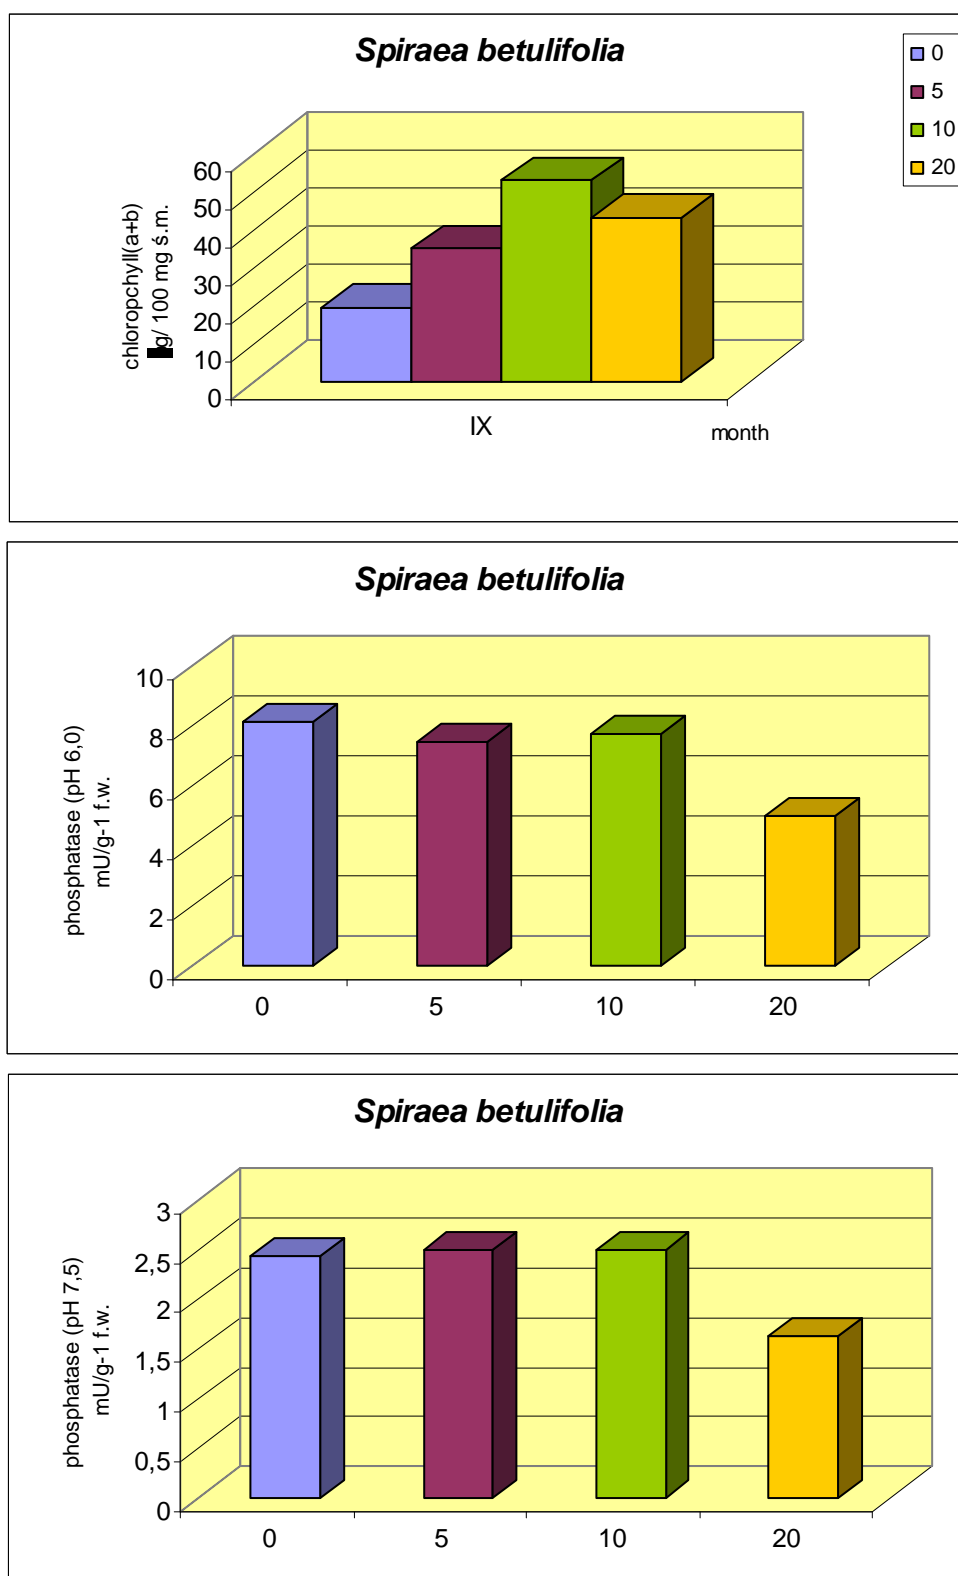 Spiraea betulifolia
0
5
10
20
chloropchyll(a+b)
g/ 100 mg ś.m.
60
50
40
30
20
10
0
IX
month
Spiraea betulifolia
phosphatase (pH 6,0)
mU/g-1 f.w.
10
8
6
4
2
0
0 5 10 20
Spiraea betulifolia
phosphatase (pH 7,5)
mU/g-1 f.w.
3
2,5
2
1,5
1
0,5
0
0 5 10 20